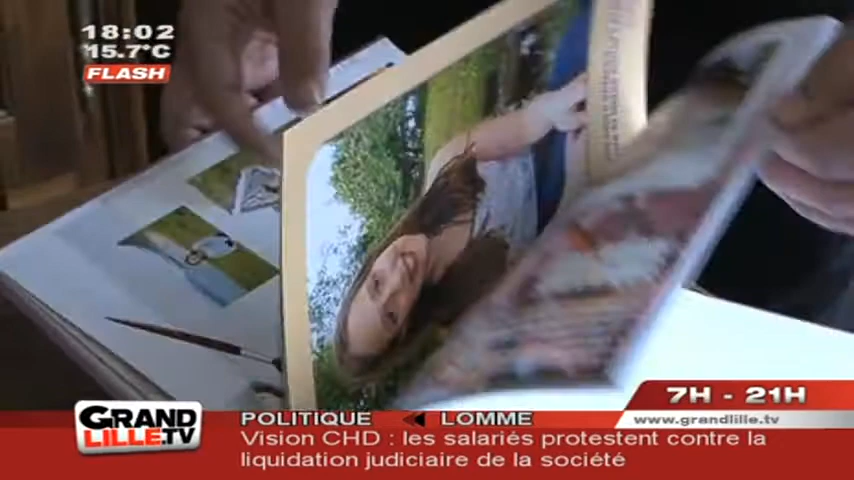 18:02
15.7°C
FLASH
7H - 21H
www.grandlille.tv
GRAND
LILLE.TV
POLITIQUE ◄ LOMME
Vision CHD : les salariés protestent contre la
liquidation judiciaire de la société